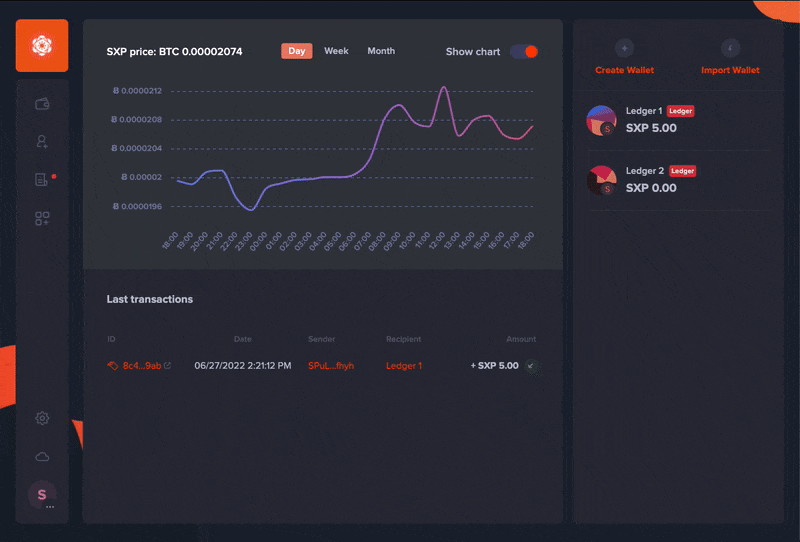 SXP price: BTC 0.00002074
Day Week Month
Show chart
Ƀ 0.0000212
Ƀ 0.0000208
Ƀ 0.0000204
Ƀ 0.00002
Ƀ 0.0000196
18:00 19:00 20:00 21:00 22:00 23:00 00:00 01:00 02:00 03:00 04:00 05:00 06:00 07:00 08:00 09:00 10:00 11:00 12:00 13:00 14:00 15:00 16:00 17:00 18:00
Last transactions
ID Date Sender Recipient Amount
8c4...9ab 06/27/2022 2:21:12 PM SPuL...fhyh Ledger 1 + SXP 5.00
S
Create Wallet Import Wallet
Ledger 1 Ledger
S SXP 5.00
Ledger 2 Ledger
S SXP 0.00